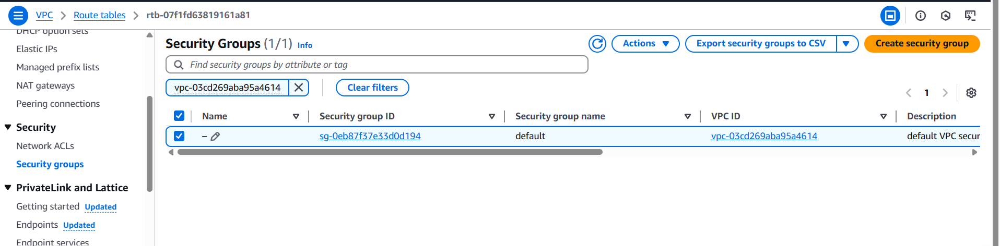 VPC > Route tables > rtb-07f1fd63819161a81
DHCP option sets
Elastic IPs
Managed prefix lists
NAT gateways
Peering connections
Security
Network ACLs
Security groups
PrivateLink and Lattice
Getting started Updated
Endpoints Updated
Endpoint services
Security Groups (1/1) Info
Actions
Export security groups to CSV
Create security group
Find security groups by attribute or tag
vpc-03cd269aba95a4614
Clear filters
1
Name Security group ID Security group name VPC ID Description
– sg-0eb87f37e33d0d194 default vpc-03cd269aba95a4614 default VPC secur